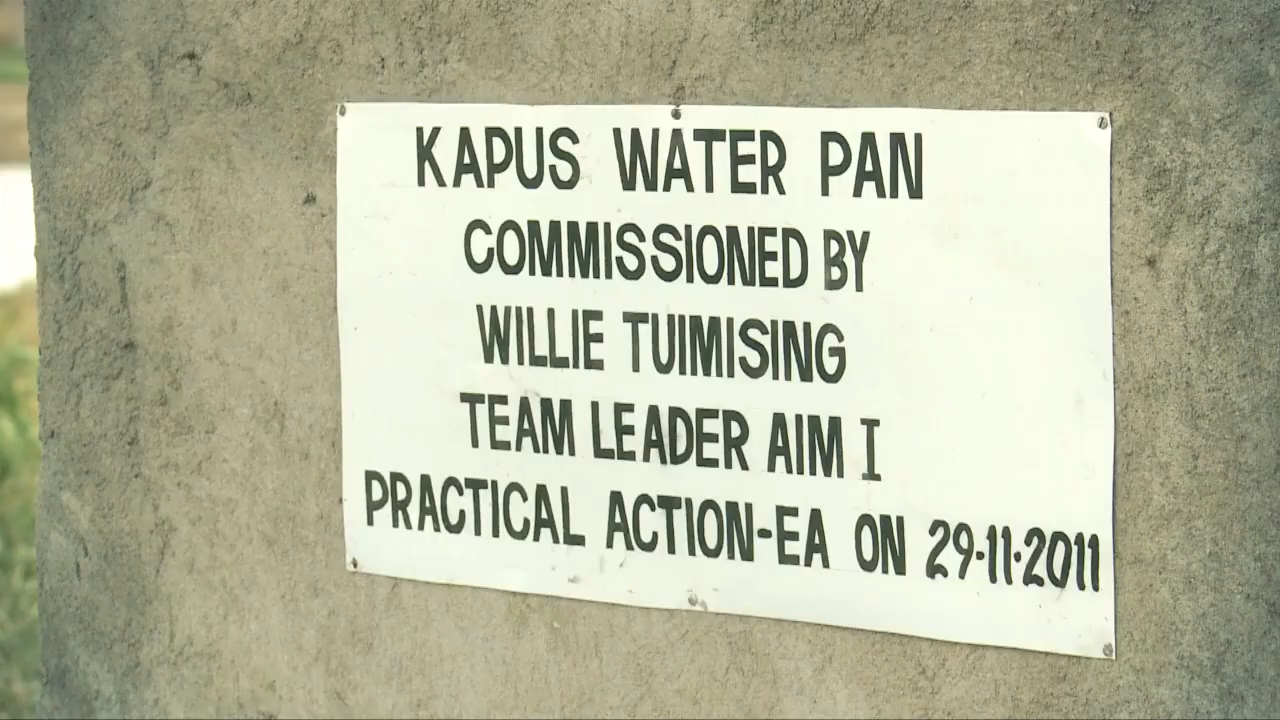 KAPUS WATER PAN
COMMISSIONED BY
WILLIE TUIMISING
TEAM LEADER AIM I
PRACTICAL ACTION-EA ON 29·11·2011